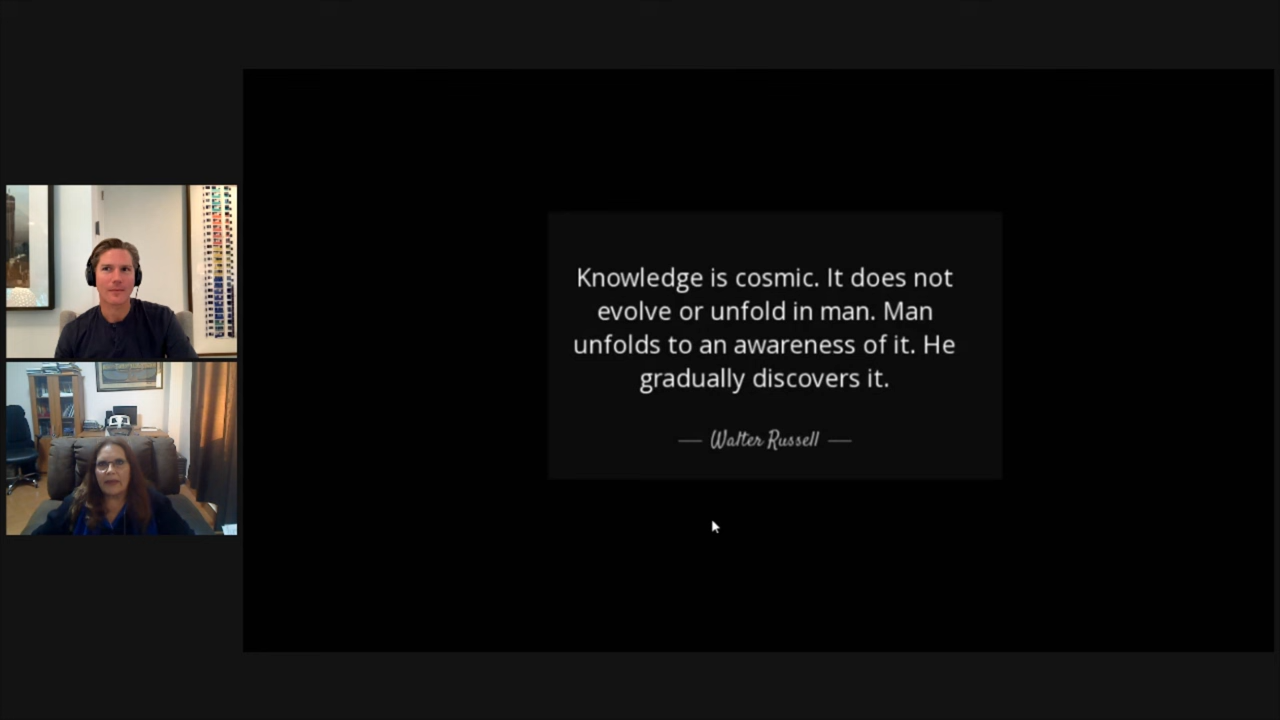 Knowledge is cosmic. It does not
evolve or unfold in man. Man
unfolds to an awareness of it. He
gradually discovers it.
Walter Russell